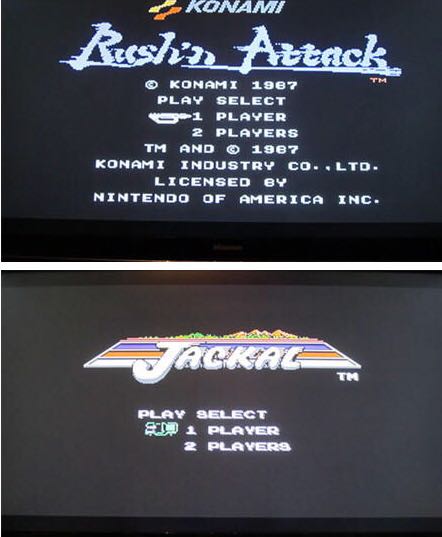 KONAMI
Rush'n Attack
TM
© KONAMI 1987
PLAY SELECT
1 PLAYER
2 PLAYERS
TM AND © 1987
KONAMI INDUSTRY CO.,LTD.
LICENSED BY
NINTENDO OF AMERICA INC.
JACKAL
TM
PLAY SELECT
1 PLAYER
2 PLAYERS